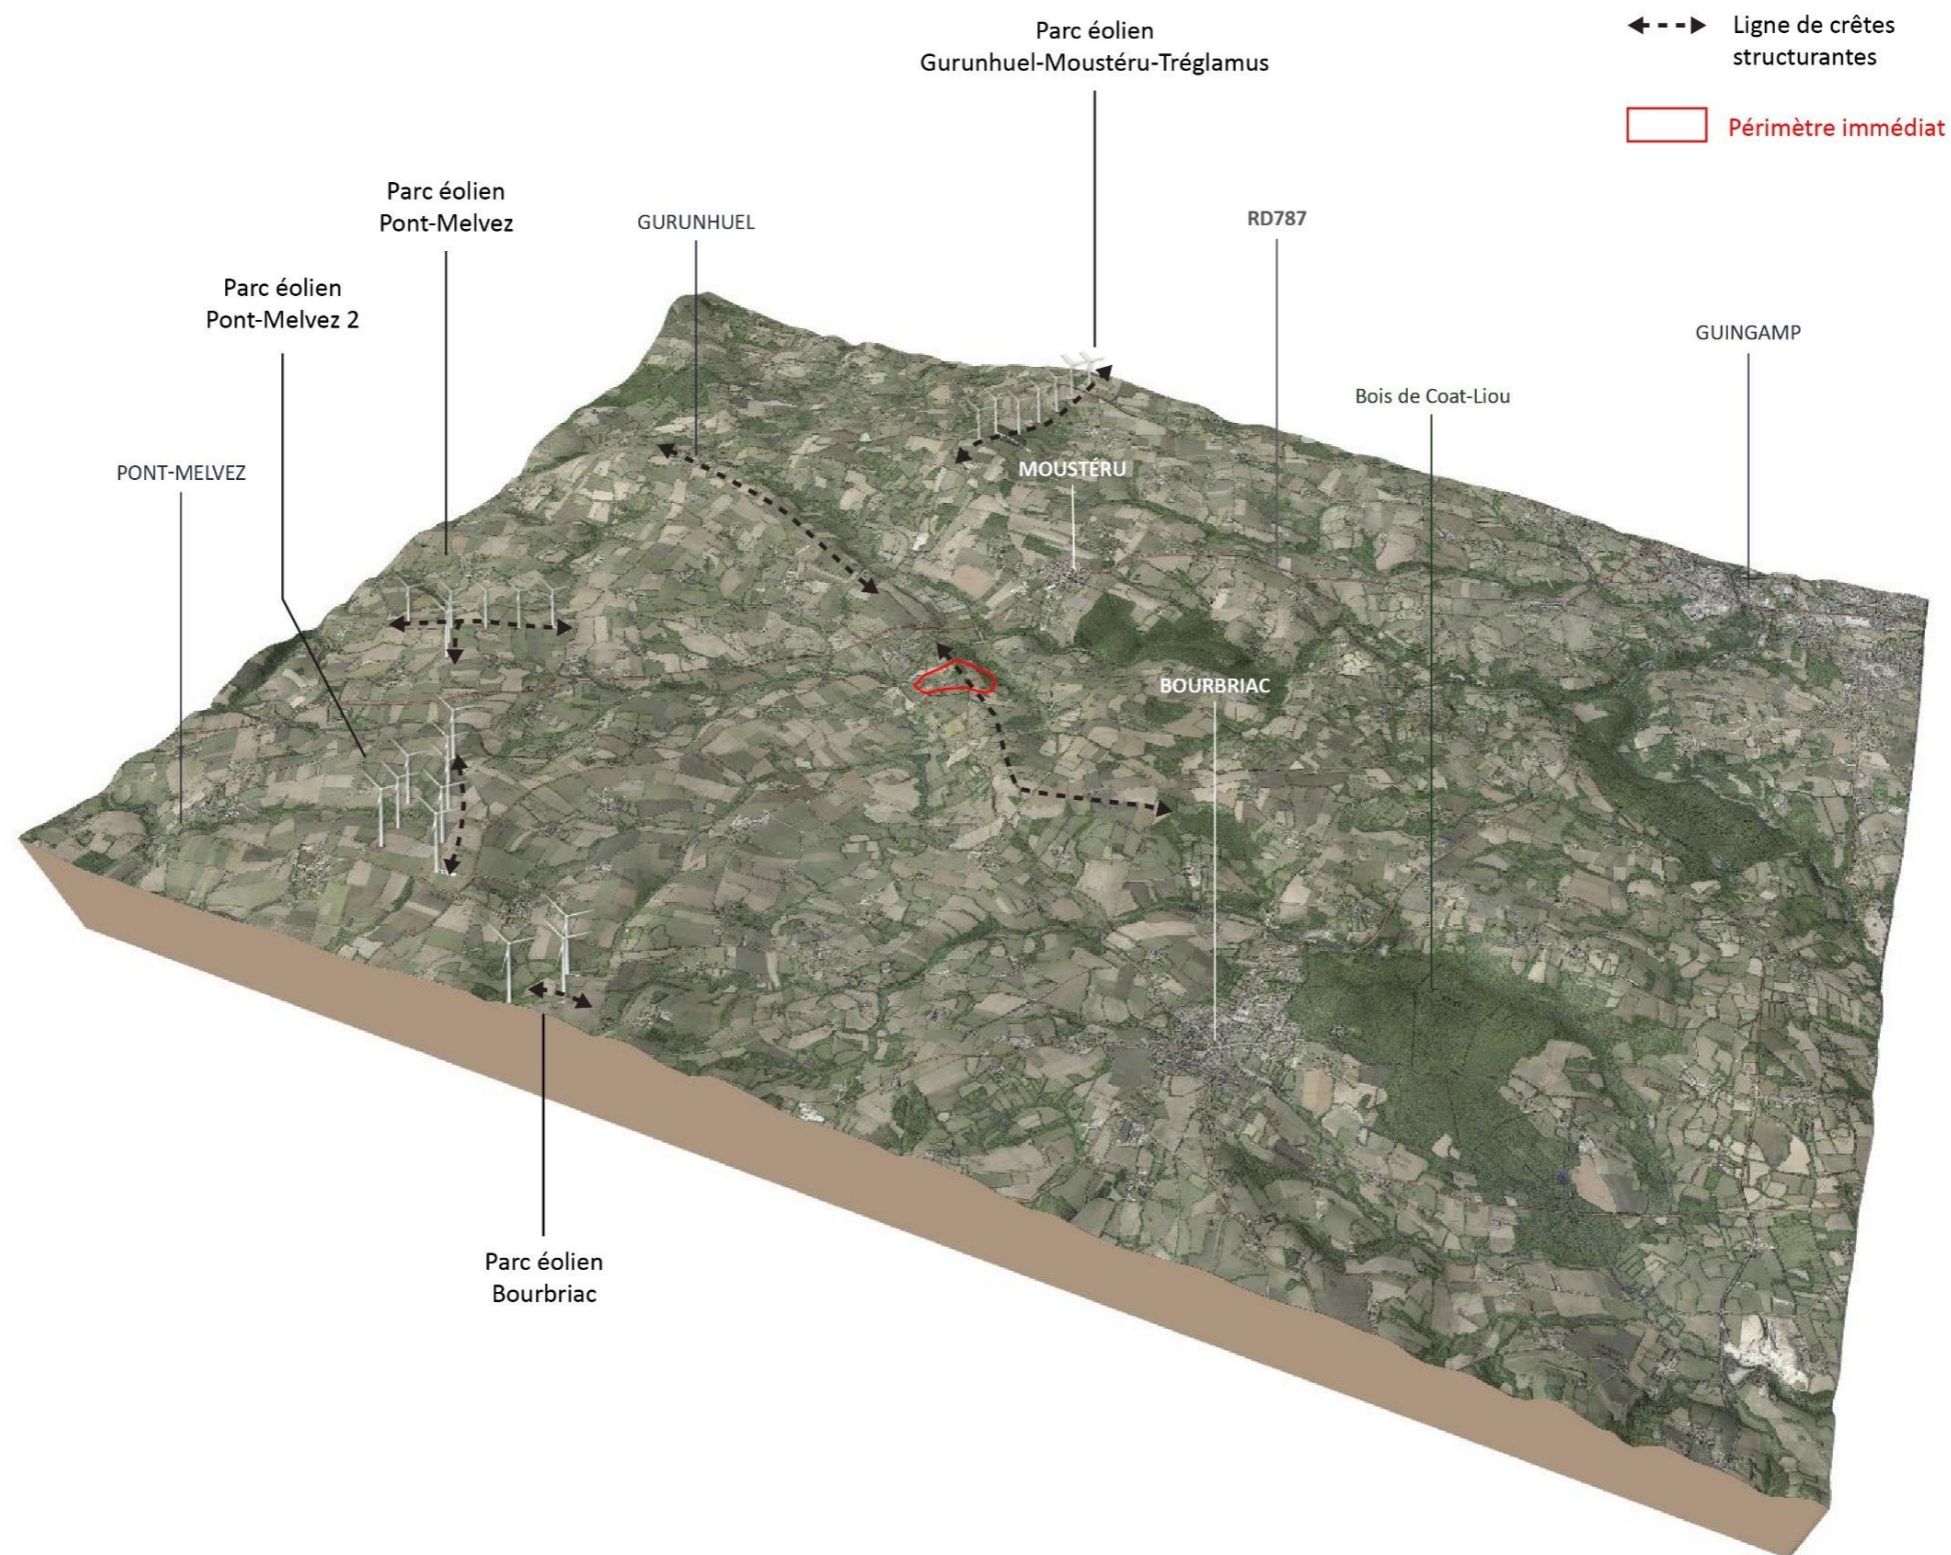 Parc éolien
Gurunhuel-Moustéru-Tréglamus
Ligne de crêtes
structurantes
Périmètre immédiat
Parc éolien
Pont-Melvez
GURUNHUEL
RD787
Parc éolien
Pont-Melvez 2
GUINGAMP
Bois de Coat-Liou
PONT-MELVEZ
MOUSTÉRU
BOURBRIAC
Parc éolien
Bourbriac